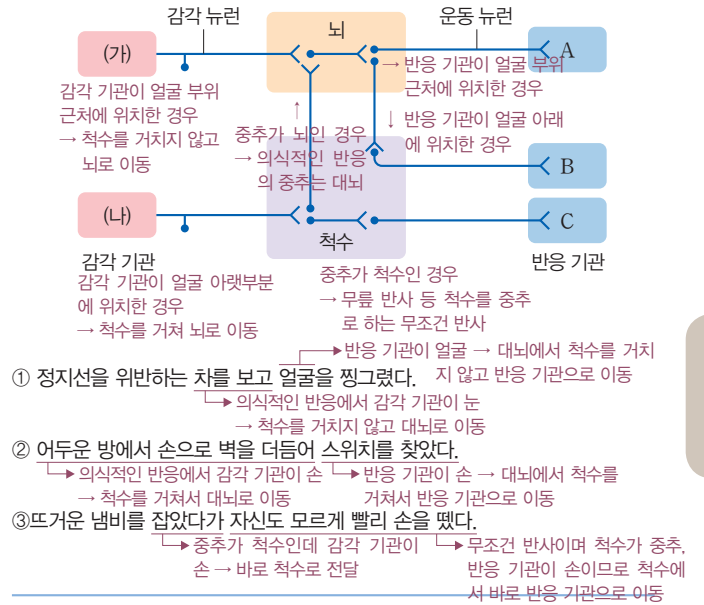 감각 뉴런
뇌
운동 뉴런
(가)
A
감각 기관이 얼굴 부위
근처에 위치한 경우
→ 척수를 거치지 않고
뇌로 이동
→ 반응 기관이 얼굴 부위
근처에 위치한 경우
↑
중추가 뇌인 경우
→ 의식적인 반응
의 중추는 대뇌
↓ 반응 기관이 얼굴 아래
에 위치한 경우
B
(나)
C
척수
감각 기관
반응 기관
감각 기관이 얼굴 아랫부분
에 위치한 경우
→ 척수를 거쳐 뇌로 이동
중추가 척수인 경우
→ 무릎 반사 등 척수를 중추
로 하는 무조건 반사
반응 기관이 얼굴 → 대뇌에서 척수를 거치
지 않고 반응 기관으로 이동
① 정지선을 위반하는 차를 보고 얼굴을 찡그렸다.
의식적인 반응에서 감각 기관이 눈
→ 척수를 거치지 않고 대뇌로 이동
② 어두운 방에서 손으로 벽을 더듬어 스위치를 찾았다.
의식적인 반응에서 감각 기관이 손
→ 척수를 거쳐서 대뇌로 이동
반응 기관이 손 → 대뇌에서 척수를
거쳐서 반응 기관으로 이동
③뜨거운 냄비를 잡았다가 자신도 모르게 빨리 손을 뗐다.
중추가 척수인데 감각 기관이
손 → 바로 척수로 전달
무조건 반사이며 척수가 중추,
반응 기관이 손이므로 척수에
서 바로 반응 기관으로 이동